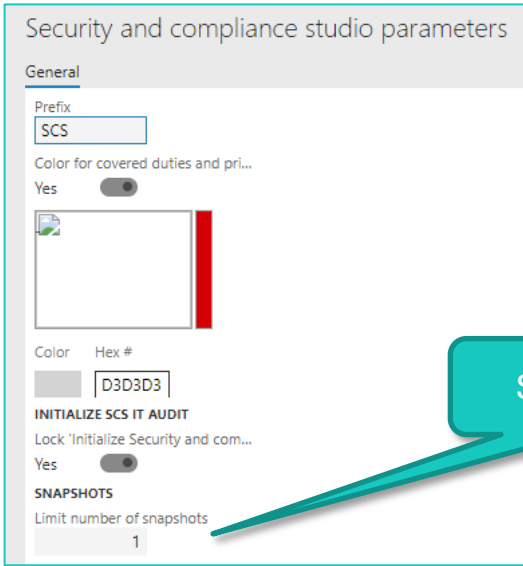 Security and compliance studio parameters
General
Prefix
SCS
Color for covered duties and pri...
Yes
Color Hex #
D3D3D3
INITIALIZE SCS IT AUDIT
Lock 'Initialize Security and com...
Yes
SNAPSHOTS
Limit number of snapshots
1
S